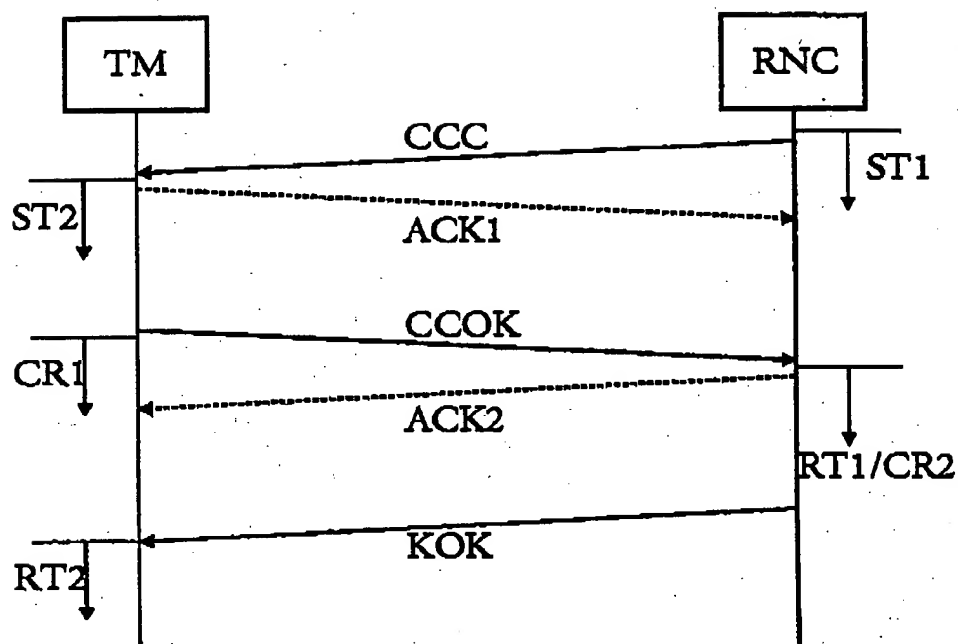 TM
RNC
CCC
ST1
ST2
ACK1
CCOK
CR1
ACK2
RT1/CR2
KOK
RT2